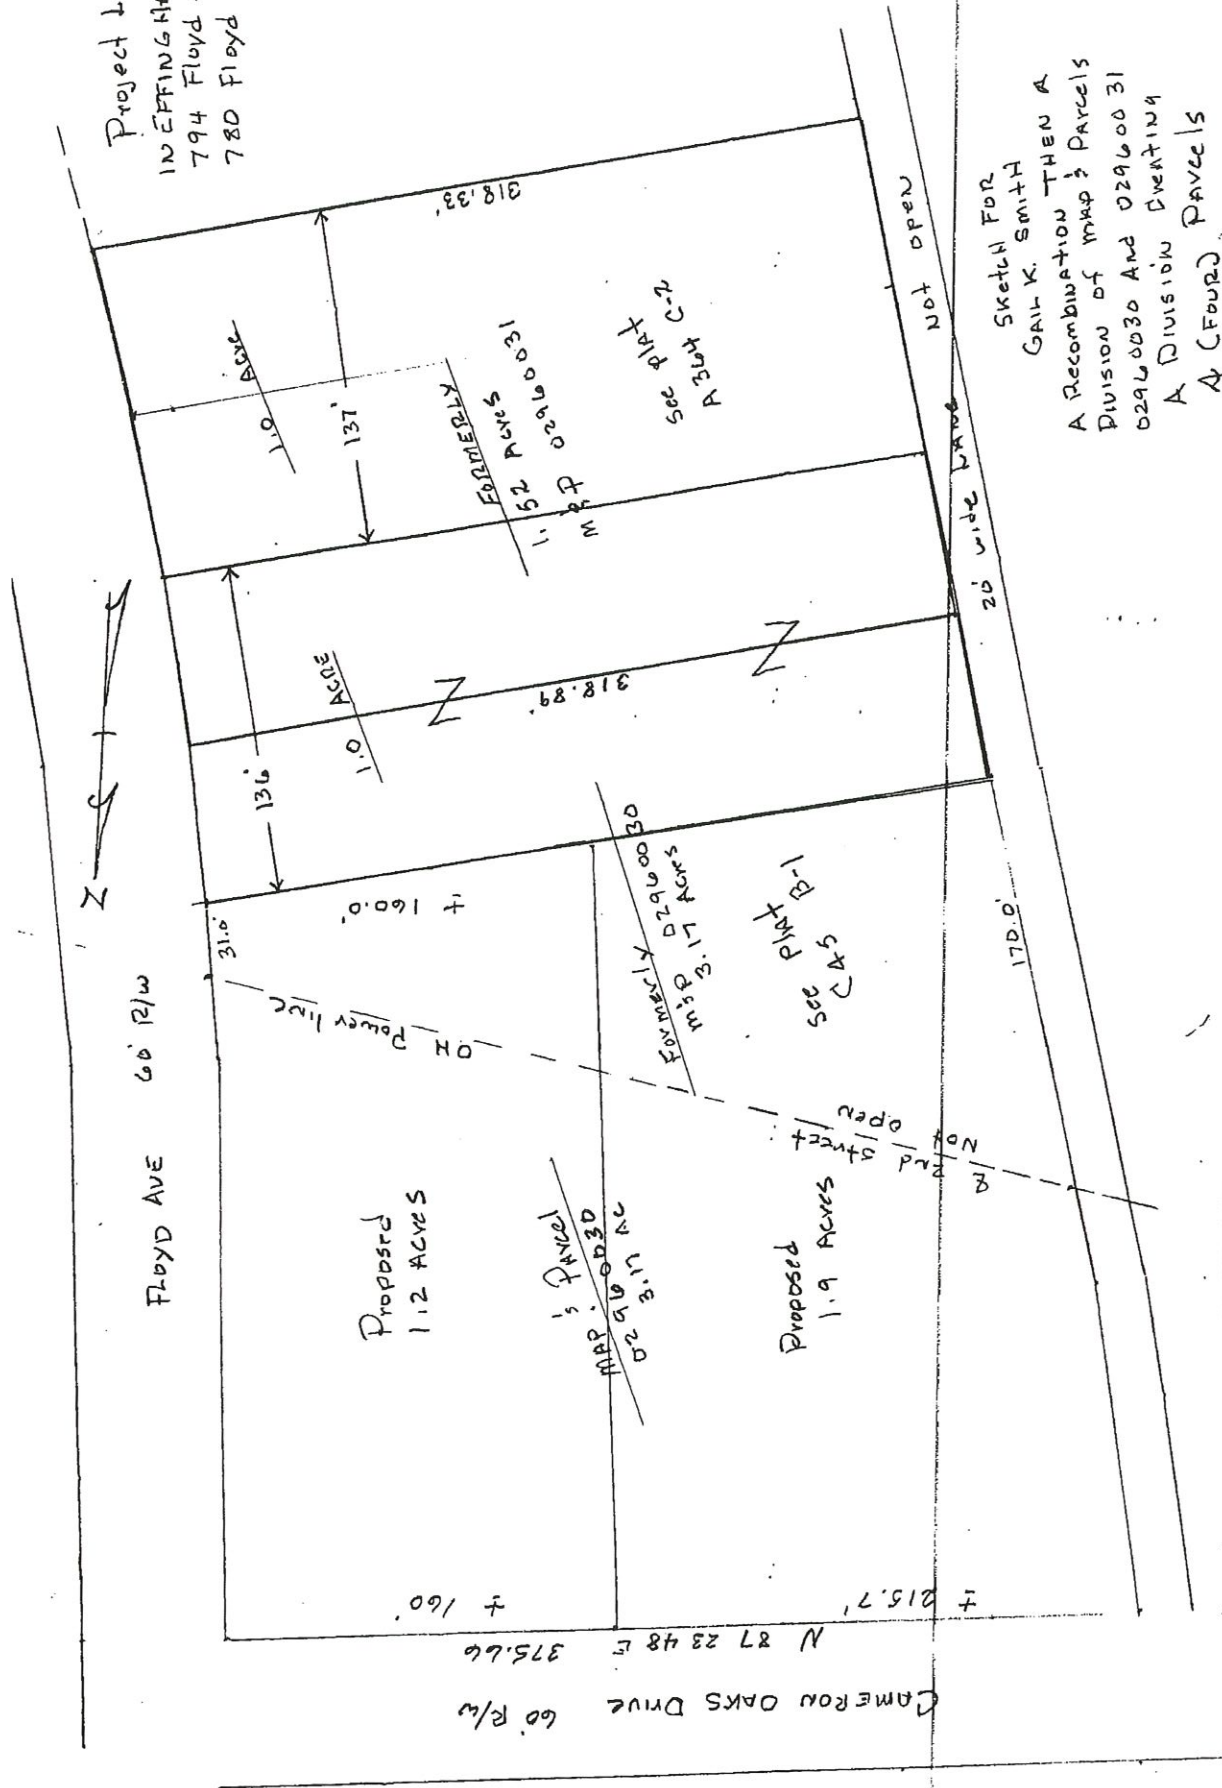 Project L
IN EFFINGHA
794 Floyd
780 Floyd
FLOYD AVE 60' R/W
Z
318.33'
1.0 Acre
137'
FORMERLY
1.52 Acres
m&P 02960031
see plat
A 364 C-2
1.0 ACRE
136'
318.89'
31.0'
± 160.0'
OH Power line
Formerly
m&P 02960030
3.17 Acres
see Plat
C45 B-1
170.0'
20' wide LANE NOT OPEN
2nd street
Not open
Proposed
1.2 Acres
MAP & PARCEL
02960030
3.17 AC
Proposed
1.9 Acres
± 160'
± 215.7'
N 87 23 48 E 375.66
CAMERON OAKS Drive 60' R/W
Sketch FOR
GAIL K. SMITH
A Recombination THEN A
Division of map & Parcels
02960030 And 02960031
A Division Creating
4 (FOUR) Parcels